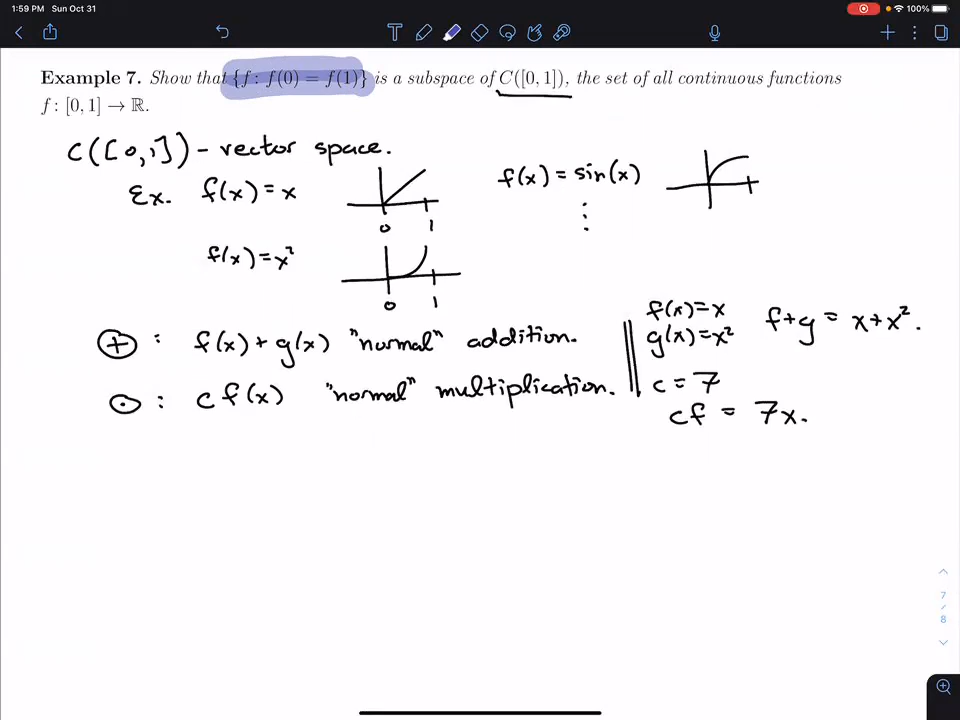 1:59 PM Sun Oct 31
100%
Example 7. Show that {f : f(0) = f(1)} is a subspace of C([0, 1]), the set of all continuous functions
f : [0, 1] → ℝ.
C([0,1]) - vector space.
Ex. f(x) = x
0 1
f(x) = sin(x)
⋮
f(x) = x²
0 1
⊕ : f(x) + g(x) "normal" addition.
⊙ : c f(x) "normal" multiplication.
f(x) = x
g(x) = x²
c = 7
f+g = x + x².
cf = 7x.
7
/
8